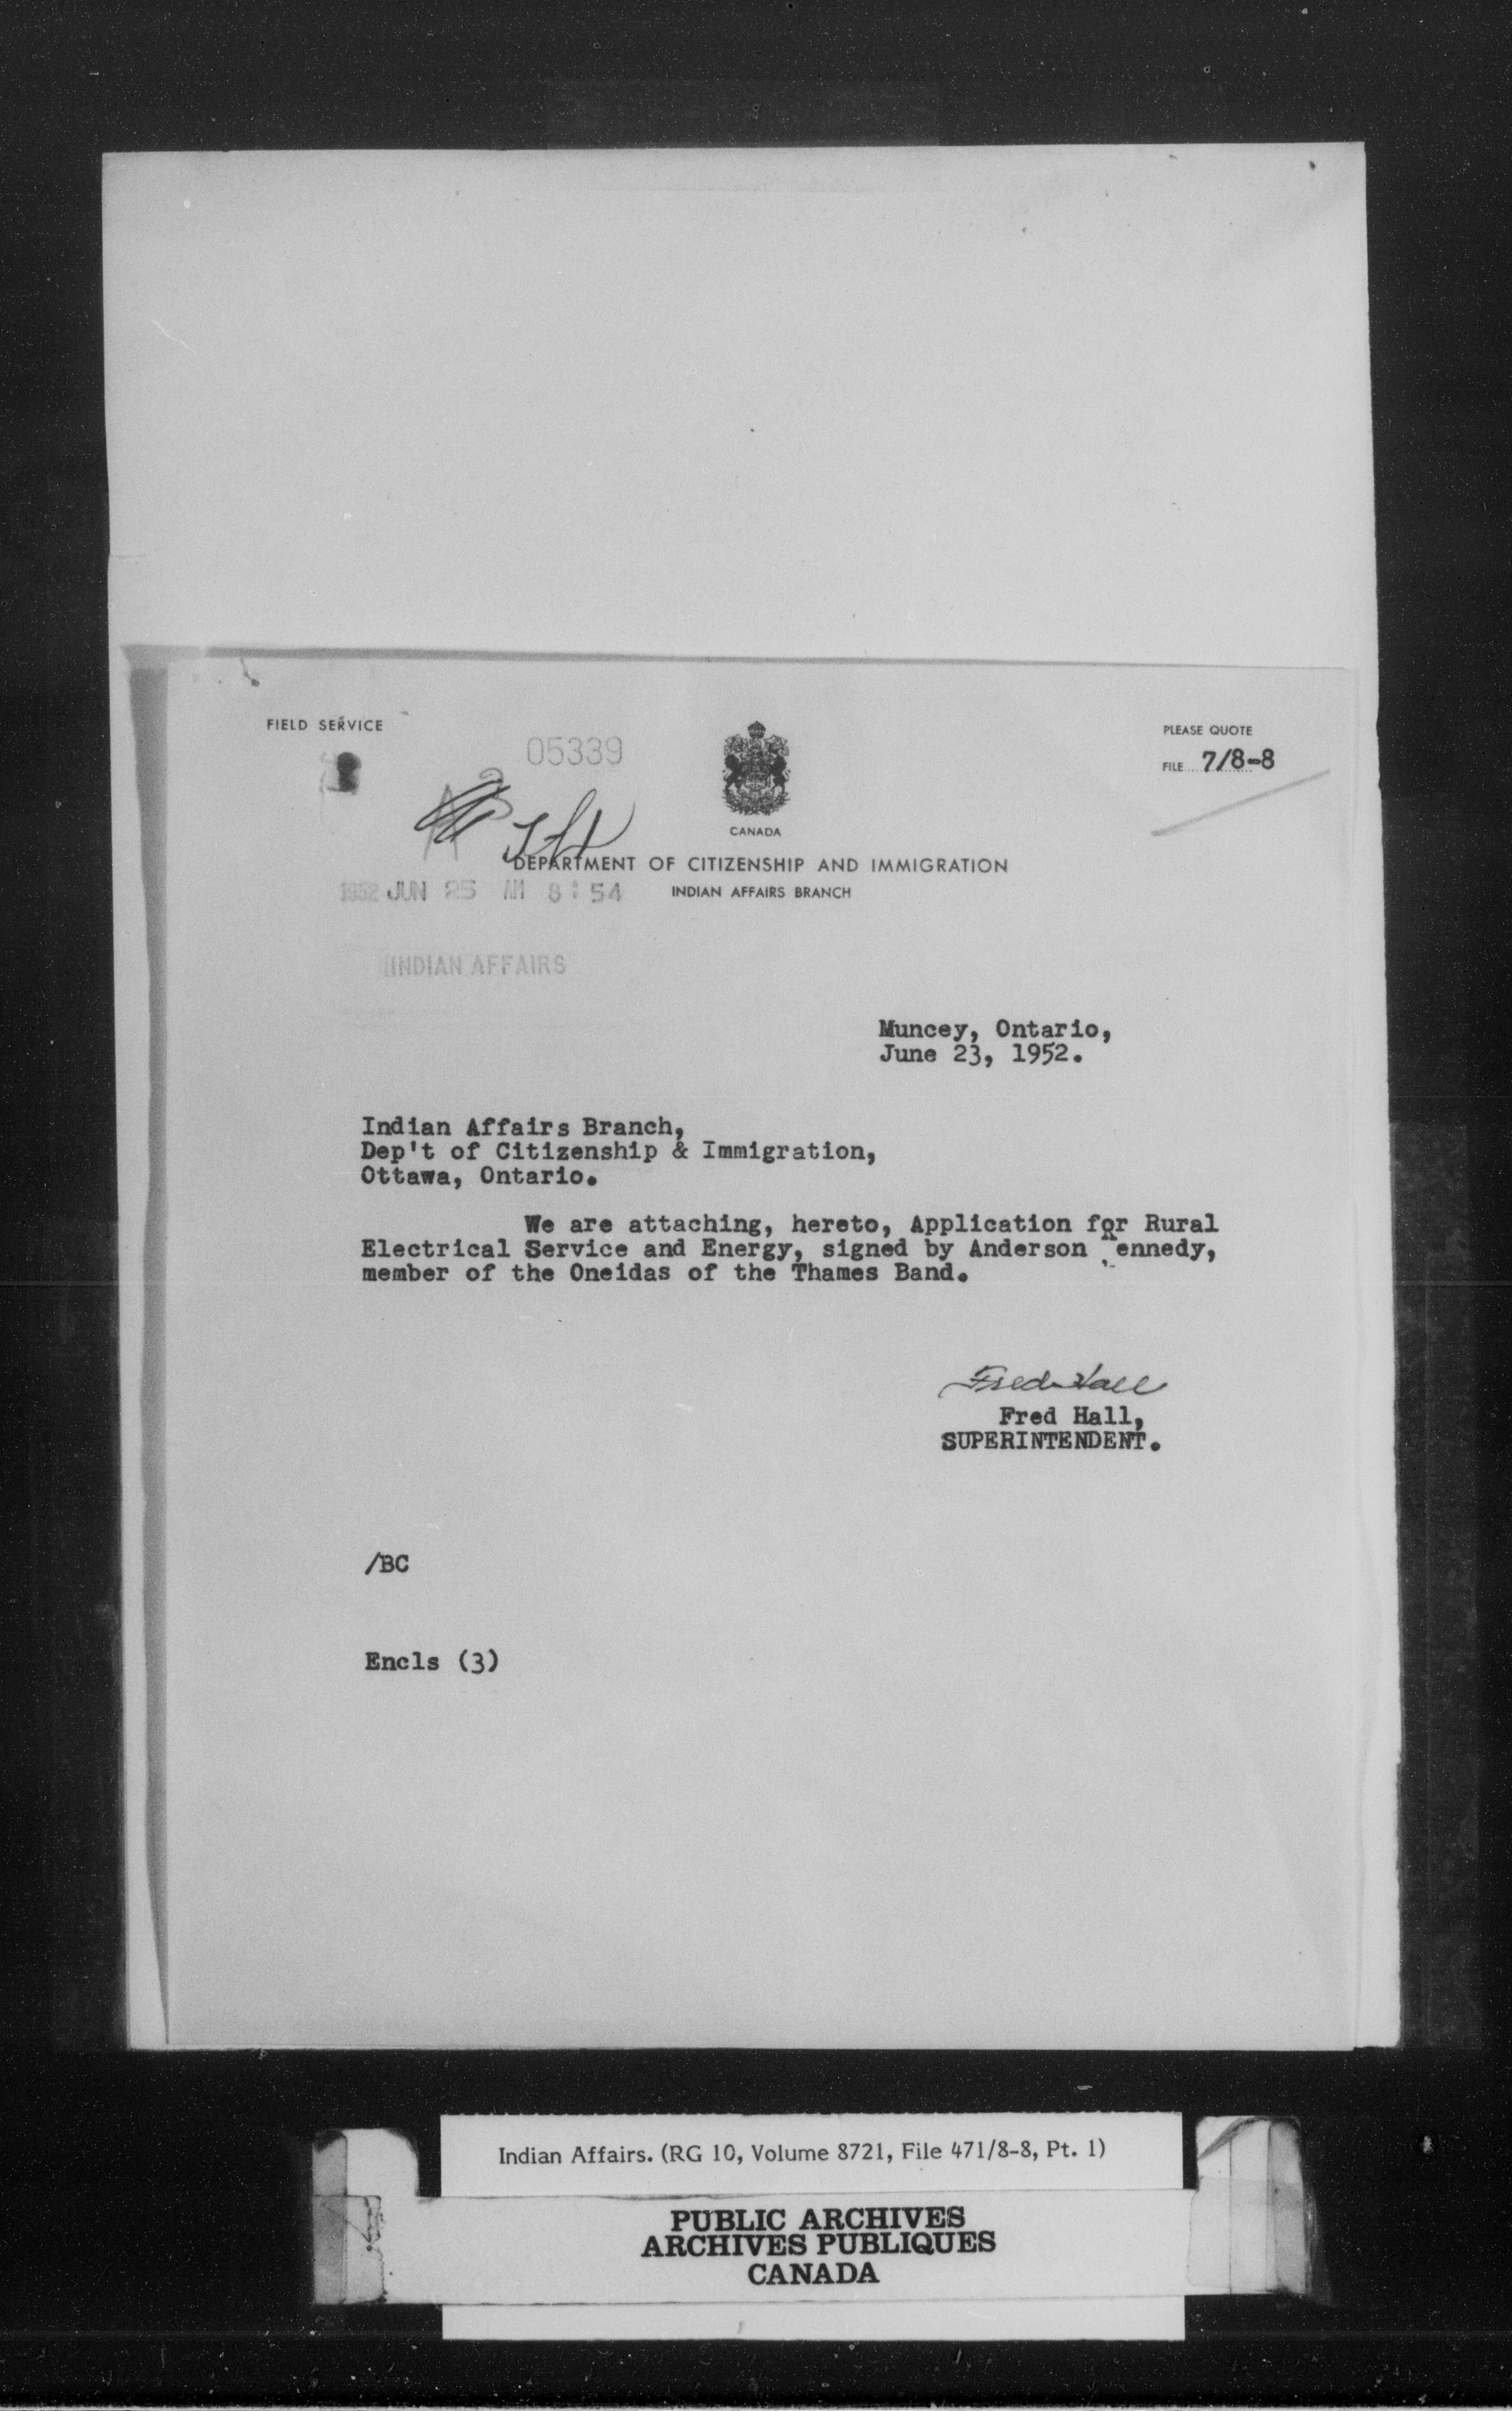 FIELD SERVICE
05339
PLEASE QUOTE
FILE 7/8-8
CANADA
DEPARTMENT OF CITIZENSHIP AND IMMIGRATION
1952 JUN 25 AM 8:54
INDIAN AFFAIRS BRANCH
INDIAN AFFAIRS
Muncey, Ontario,
June 23, 1952.
Indian Affairs Branch,
Dep't of Citizenship & Immigration,
Ottawa, Ontario.
We are attaching, hereto, Application for Rural
Electrical Service and Energy, signed by Anderson Kennedy,
member of the Oneidas of the Thames Band.
Fred Hall
Fred Hall,
SUPERINTENDENT.
/BC
Encls (3)
Indian Affairs. (RG 10, Volume 8721, File 471/8-8, Pt. 1)
PUBLIC ARCHIVES
ARCHIVES PUBLIQUES
CANADA